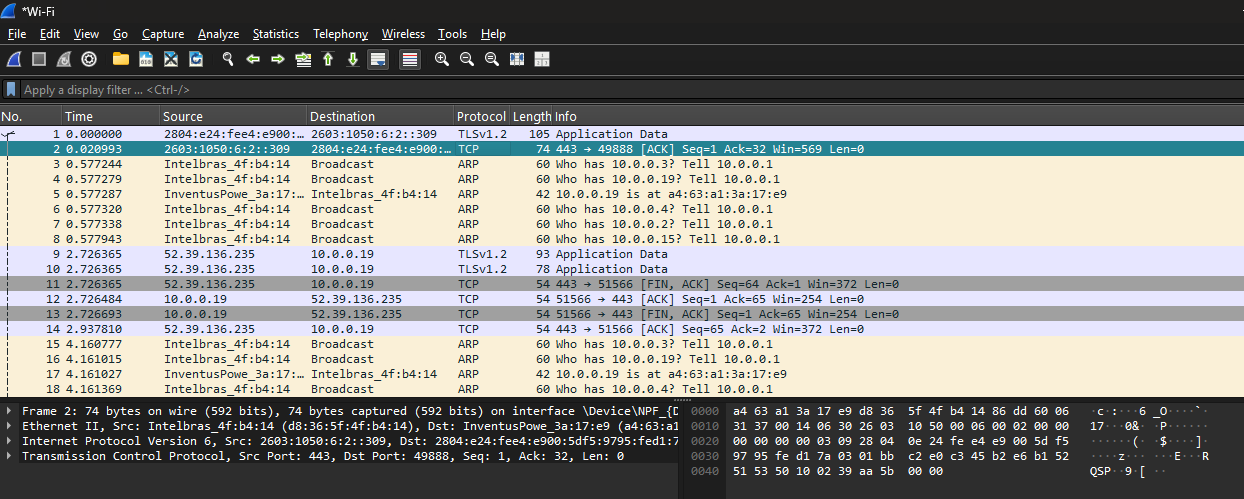 *Wi-Fi
File Edit View Go Capture Analyze Statistics Telephony Wireless Tools Help
Apply a display filter ... <Ctrl-/>
No. Time Source Destination Protocol Length Info
1 0.000000 2804:e24:fee4:e900:… 2603:1050:6:2::309 TLSv1.2 105 Application Data
2 0.020993 2603:1050:6:2::309 2804:e24:fee4:e900:… TCP 74 443 → 49888 [ACK] Seq=1 Ack=32 Win=569 Len=0
3 0.577244 Intelbras_4f:b4:14 Broadcast ARP 60 Who has 10.0.0.3? Tell 10.0.0.1
4 0.577279 Intelbras_4f:b4:14 Broadcast ARP 60 Who has 10.0.0.19? Tell 10.0.0.1
5 0.577287 InventusPowe_3a:17:… Intelbras_4f:b4:14 ARP 42 10.0.0.19 is at a4:63:a1:3a:17:e9
6 0.577320 Intelbras_4f:b4:14 Broadcast ARP 60 Who has 10.0.0.4? Tell 10.0.0.1
7 0.577338 Intelbras_4f:b4:14 Broadcast ARP 60 Who has 10.0.0.2? Tell 10.0.0.1
8 0.577943 Intelbras_4f:b4:14 Broadcast ARP 60 Who has 10.0.0.15? Tell 10.0.0.1
9 2.726365 52.39.136.235 10.0.0.19 TLSv1.2 93 Application Data
10 2.726365 52.39.136.235 10.0.0.19 TLSv1.2 78 Application Data
11 2.726365 52.39.136.235 10.0.0.19 TCP 54 443 → 51566 [FIN, ACK] Seq=64 Ack=1 Win=372 Len=0
12 2.726484 10.0.0.19 52.39.136.235 TCP 54 51566 → 443 [ACK] Seq=1 Ack=65 Win=254 Len=0
13 2.726693 10.0.0.19 52.39.136.235 TCP 54 51566 → 443 [FIN, ACK] Seq=1 Ack=65 Win=254 Len=0
14 2.937810 52.39.136.235 10.0.0.19 TCP 54 443 → 51566 [ACK] Seq=65 Ack=2 Win=372 Len=0
15 4.160777 Intelbras_4f:b4:14 Broadcast ARP 60 Who has 10.0.0.3? Tell 10.0.0.1
16 4.161015 Intelbras_4f:b4:14 Broadcast ARP 60 Who has 10.0.0.19? Tell 10.0.0.1
17 4.161027 InventusPowe_3a:17:… Intelbras_4f:b4:14 ARP 42 10.0.0.19 is at a4:63:a1:3a:17:e9
18 4.161369 Intelbras_4f:b4:14 Broadcast ARP 60 Who has 10.0.0.4? Tell 10.0.0.1
Frame 2: 74 bytes on wire (592 bits), 74 bytes captured (592 bits) on interface \Device\NPF_{D
Ethernet II, Src: Intelbras_4f:b4:14 (d8:36:5f:4f:b4:14), Dst: InventusPowe_3a:17:e9 (a4:63:a1
Internet Protocol Version 6, Src: 2603:1050:6:2::309, Dst: 2804:e24:fee4:e900:5df5:9795:fed1:7
Transmission Control Protocol, Src Port: 443, Dst Port: 49888, Seq: 1, Ack: 32, Len: 0
0000 a4 63 a1 3a 17 e9 d8 36 5f 4f b4 14 86 dd 60 06 ·c·:···6 _O····`·
0010 31 37 00 14 06 30 26 03 10 50 00 06 00 02 00 00 17···0&· ·P······
0020 00 00 00 00 03 09 28 04 0e 24 fe e4 e9 00 5d f5 ······(· ·$····]·
0030 97 95 fe d1 7a 03 01 bb c2 e0 c3 45 b2 e6 b1 52 ····z··· ···E···R
0040 51 53 50 10 02 39 aa 5b 00 00 QSP··9·[ ··